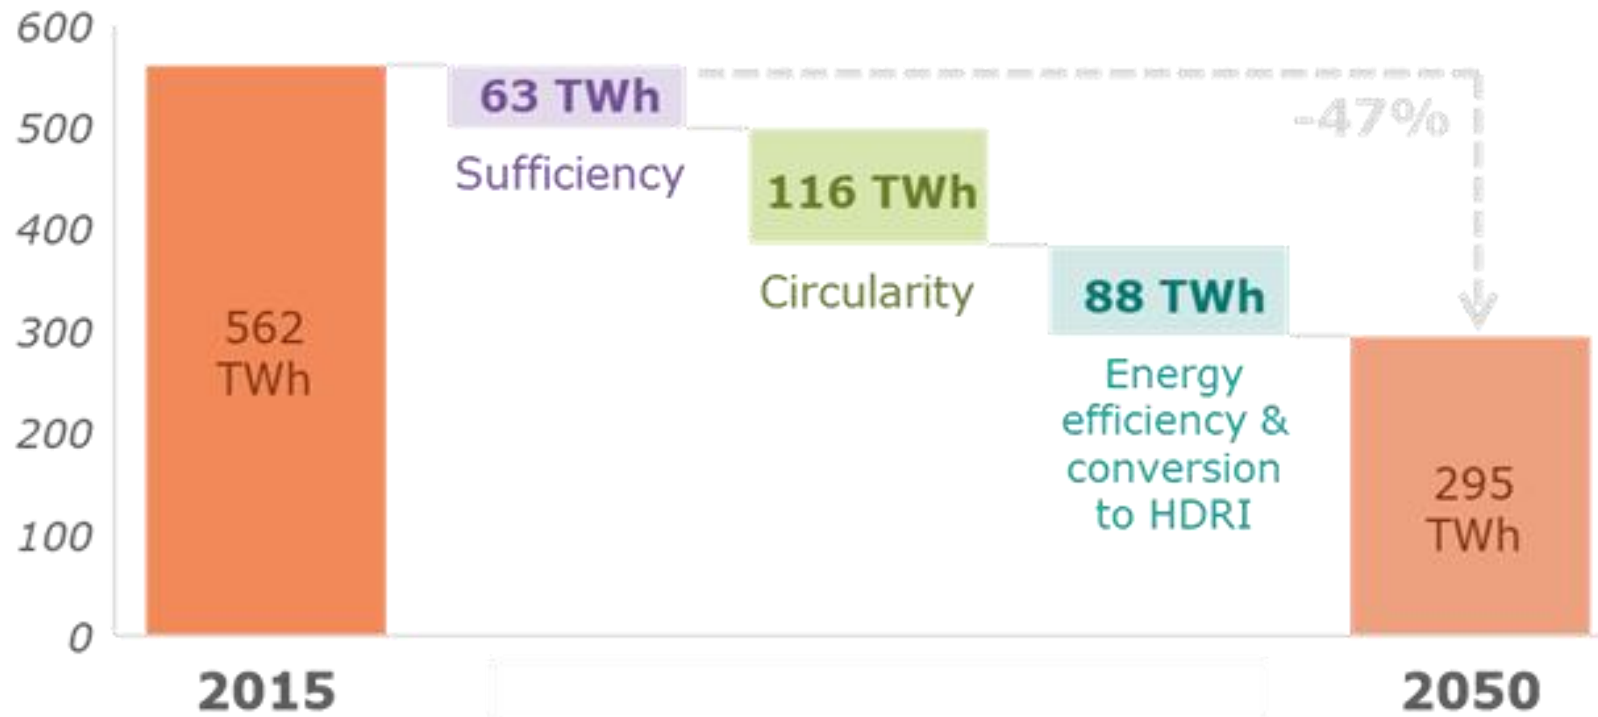 600
500
400
300
200
100
0
562
TWh
63 TWh
Sufficiency
116 TWh
Circularity
88 TWh
Energy
efficiency &
conversion
to HDRI
-47%
295
TWh
2015
2050